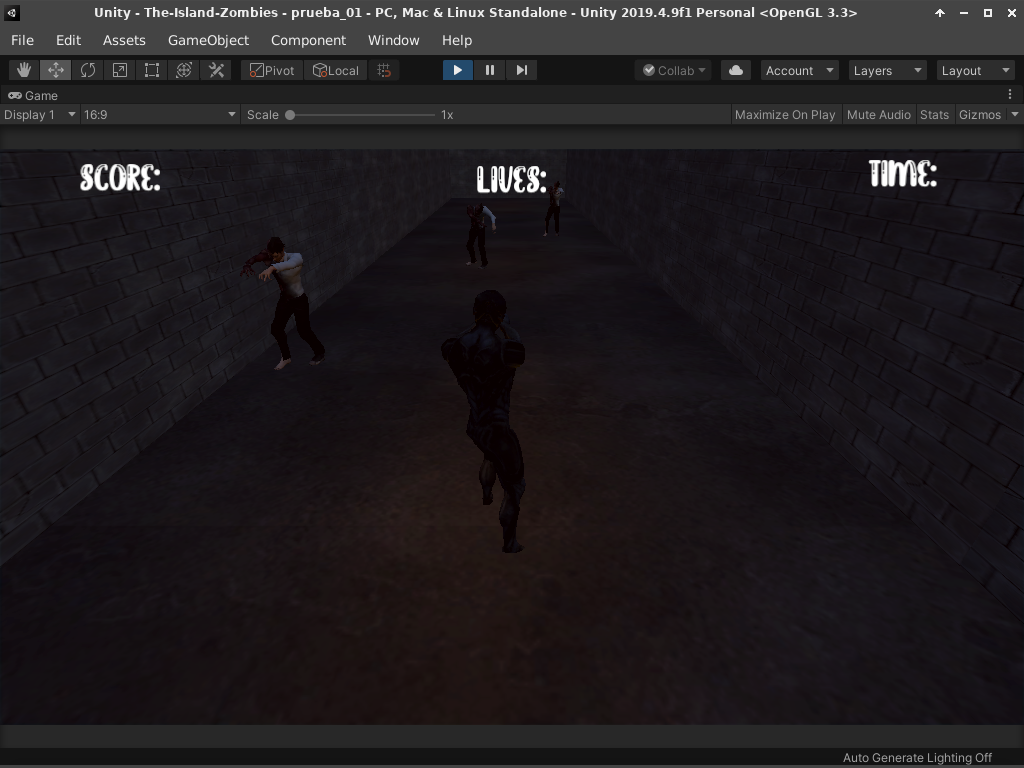 Unity - The-Island-Zombies - prueba_01 - PC, Mac & Linux Standalone - Unity 2019.4.9f1 Personal <OpenGL 3.3>
File Edit Assets GameObject Component Window Help
Pivot Local Collab Account Layers Layout
Game
Display 1 16:9 Scale 1x Maximize On Play Mute Audio Stats Gizmos
SCORE: LIVES: TIME:
Auto Generate Lighting Off